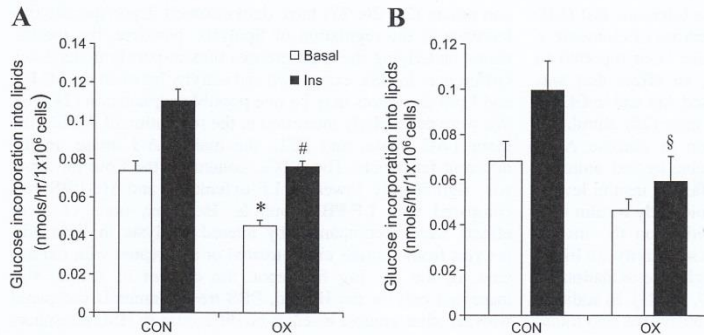 A
Glucose incorporation into lipids
(nmols/hr/1x10⁶ cells)
0.14
0.12
0.1
0.08
0.06
0.04
0.02
0
Basal
Ins
*
#
CON
OX
B
Glucose incorporation into lipids
(nmols/hr/1x10⁶ cells)
0.12
0.1
0.08
0.06
0.04
0.02
0
§
CON
OX